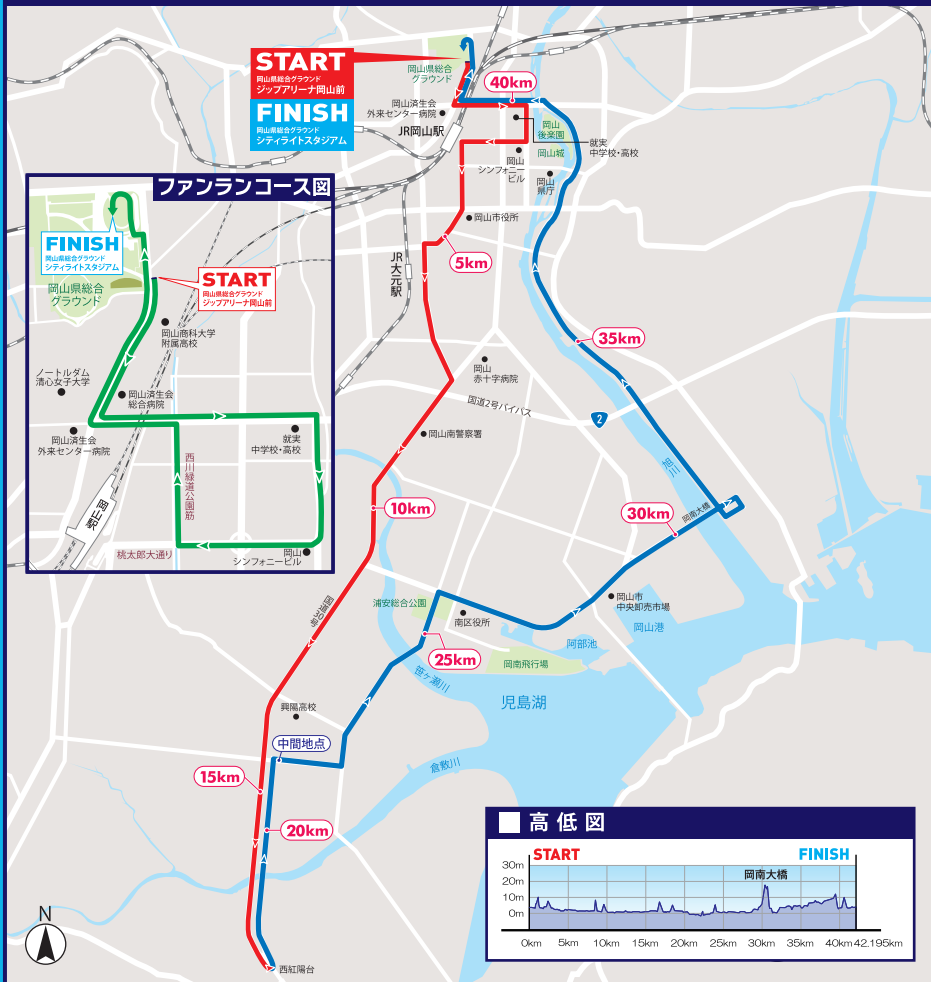 START
岡山県総合グラウンド
ジップアリーナ岡山前
FINISH
岡山県総合グラウンド
シティライトスタジアム
岡山県総合
グラウンド
40km
岡山済生会
外来センター病院
JR岡山駅
岡山
後楽園
就実
中学校・高校
岡山城
岡山
シンフォニー
ビル
岡山
県庁
岡山市役所
5km
JR大元駅
35km
岡山
赤十字病院
国道2号バイパス
2
岡山南警察署
旭川
10km
30km
岡南大橋
国道30号
浦安総合公園
南区役所
岡山市
中央卸売市場
岡山港
阿部池
25km
岡南飛行場
笹ヶ瀬川
児島湖
興陽高校
中間地点
倉敷川
15km
20km
西紅陽台
N
ファンランコース図
FINISH
岡山県総合グラウンド
シティライトスタジアム
START
岡山県総合グラウンド
ジップアリーナ岡山前
岡山県総合
グラウンド
岡山商科大学
附属高校
ノートルダム
清心女子大学
岡山済生会
総合病院
岡山済生会
外来センター病院
就実
中学校・高校
西川緑道公園筋
岡山駅
桃太郎大通り
岡山
シンフォニービル
高低図
START
FINISH
岡南大橋
30m
20m
10m
0m
0km 5km 10km 15km 20km 25km 30km 35km 40km 42.195km